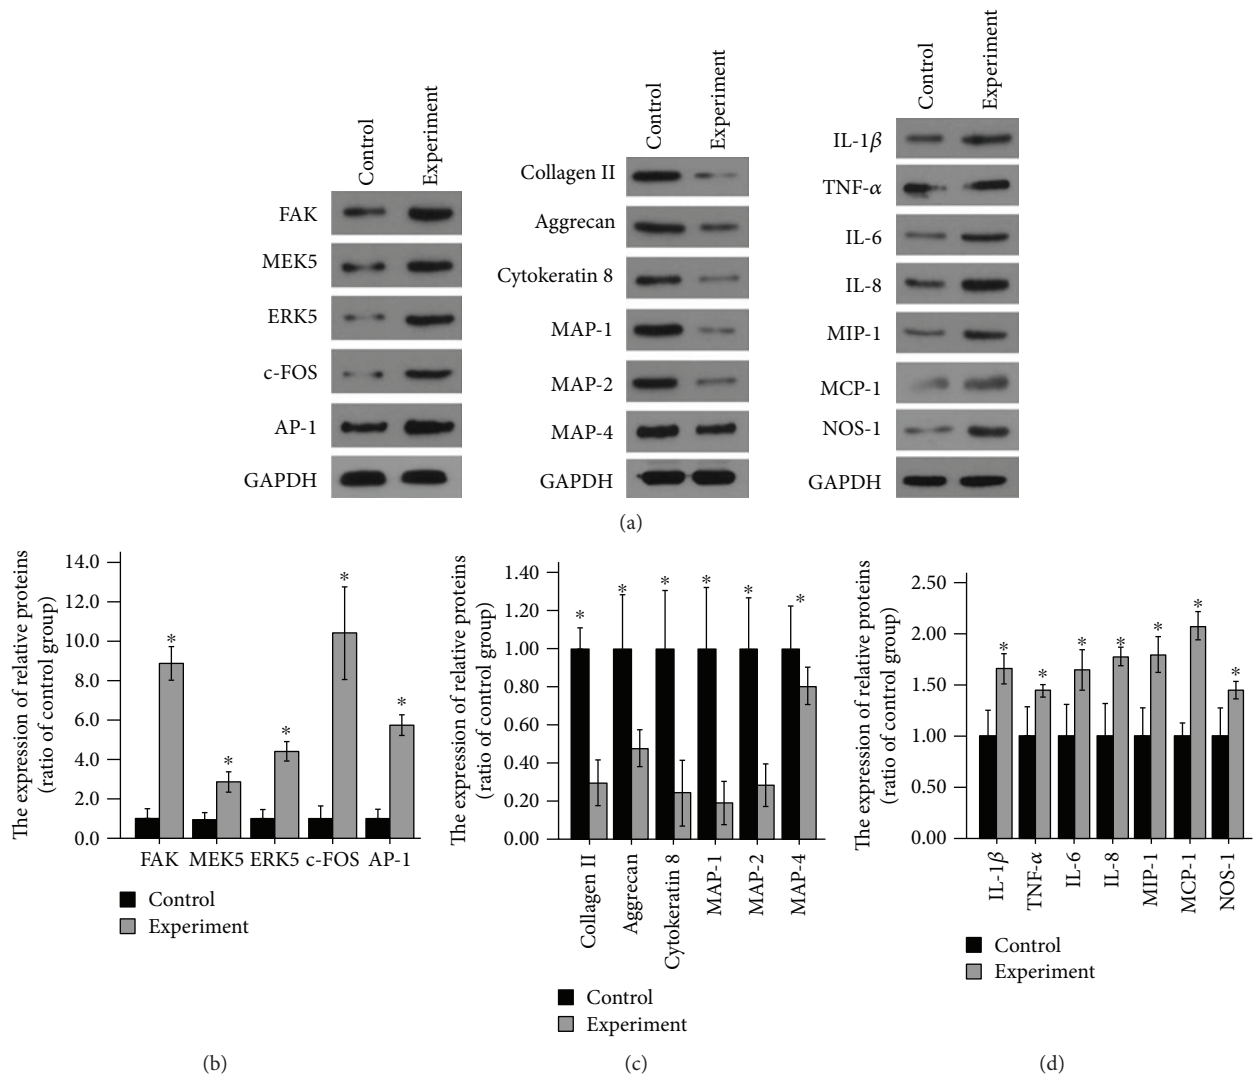 Control
Experiment
FAK
MEK5
ERK5
c-FOS
AP-1
GAPDH
Control
Experiment
Collagen II
Aggrecan
Cytokeratin 8
MAP-1
MAP-2
MAP-4
GAPDH
Control
Experiment
IL-1β
TNF-α
IL-6
IL-8
MIP-1
MCP-1
NOS-1
GAPDH
(a)
The expression of relative proteins
(ratio of control group)
14.0
12.0
10.0
8.0
6.0
4.0
2.0
0.0
* * * * *
FAK MEK5 ERK5 c-FOS AP-1
Control
Experiment
(b)
The expression of relative proteins
(ratio of control group)
1.40
1.20
1.00
0.80
0.60
0.40
0.20
0.00
* * * * * *
Collagen II
Aggrecan
Cytokeratin 8
MAP-1
MAP-2
MAP-4
Control
Experiment
(c)
The expression of relative proteins
(ratio of control group)
2.50
2.00
1.50
1.00
0.50
0.00
* * * * * * *
IL-1β
TNF-α
IL-6
IL-8
MIP-1
MCP-1
NOS-1
Control
Experiment
(d)